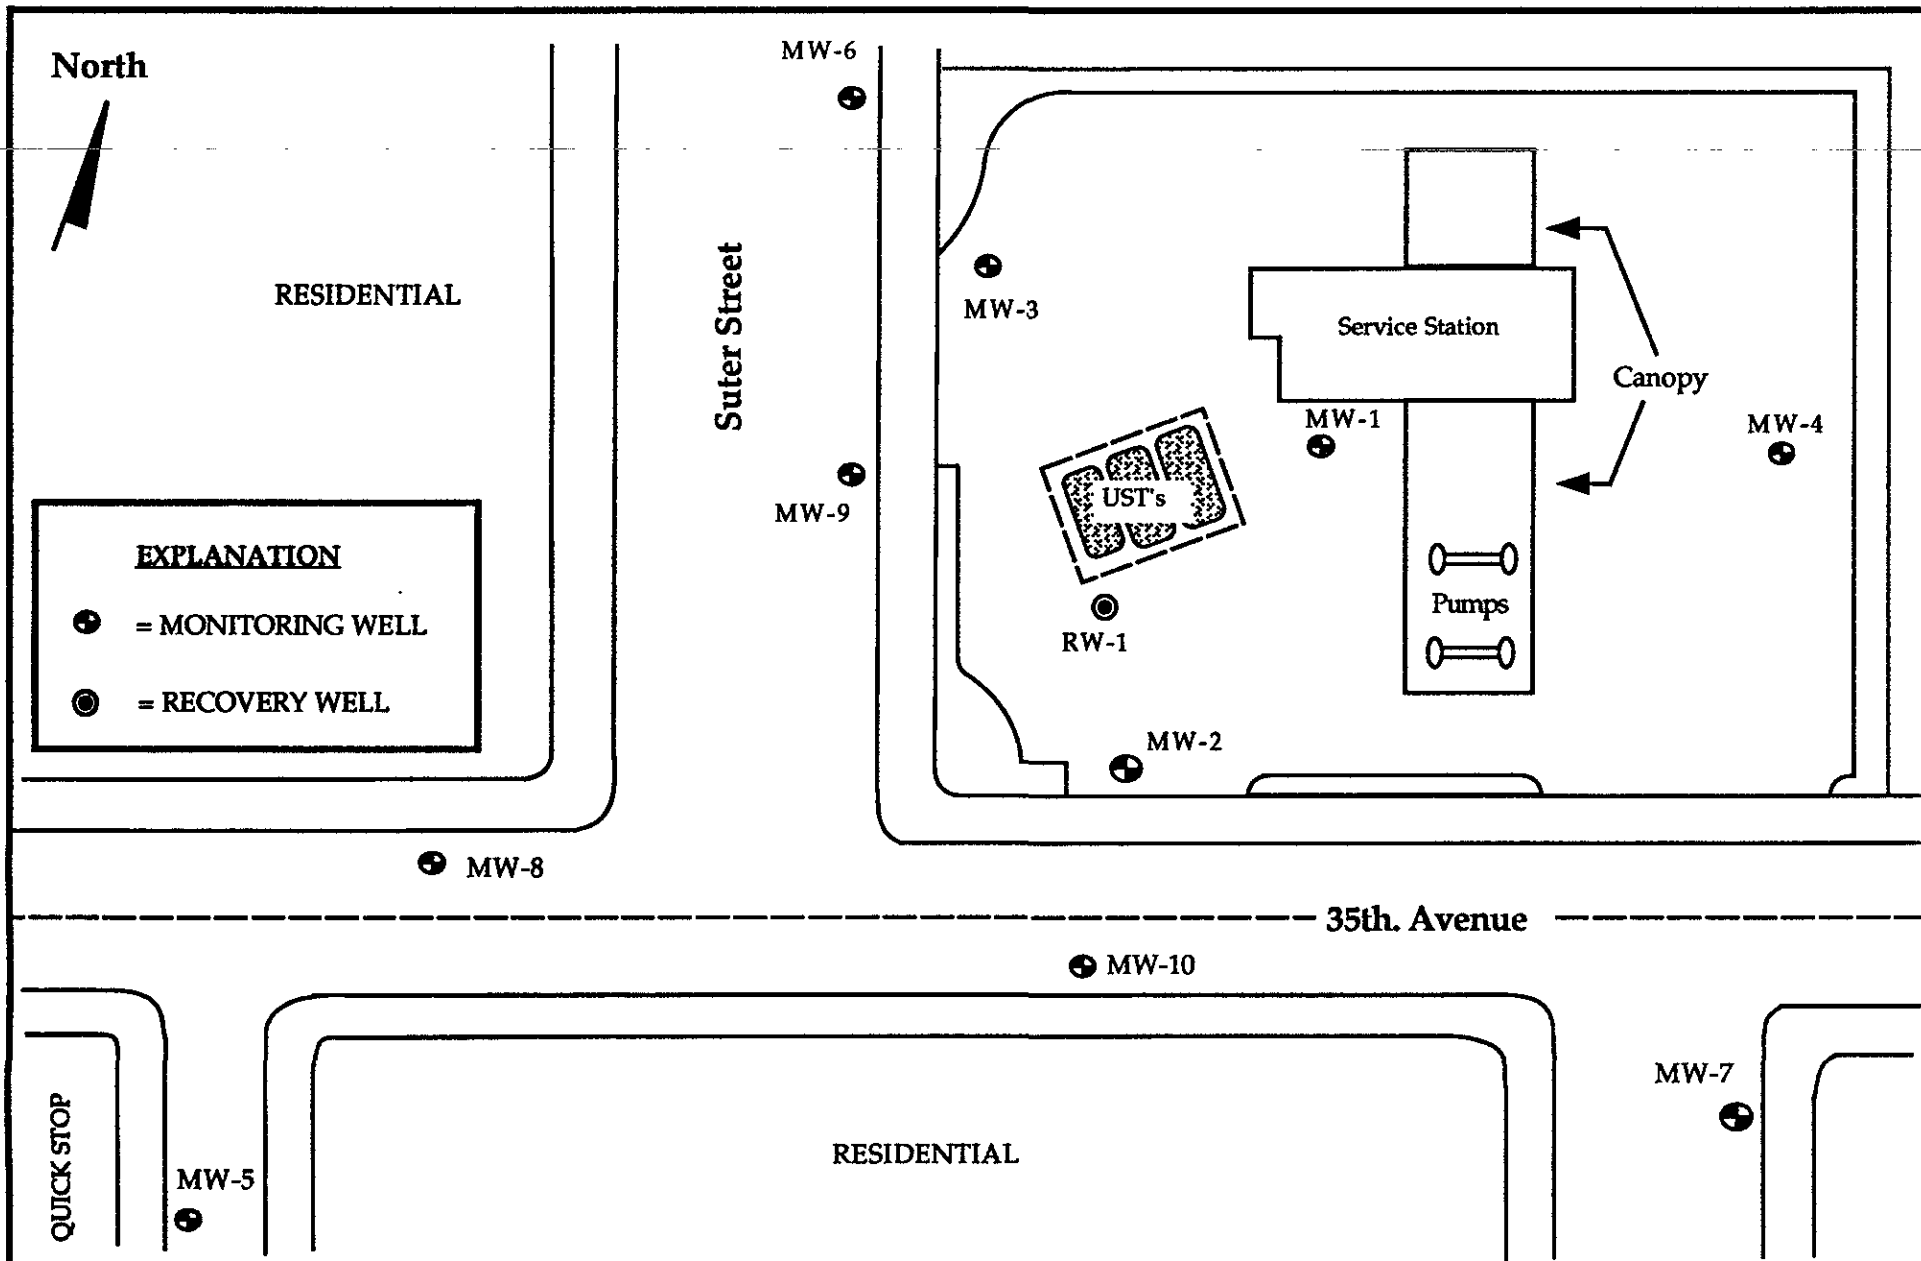 North
MW-6
RESIDENTIAL
Suter Street
MW-3
Service Station
Canopy
MW-1
MW-4
UST's
MW-9
EXPLANATION
= MONITORING WELL
= RECOVERY WELL
Pumps
RW-1
MW-2
MW-8
35th. Avenue
MW-10
MW-7
QUICK STOP
MW-5
RESIDENTIAL